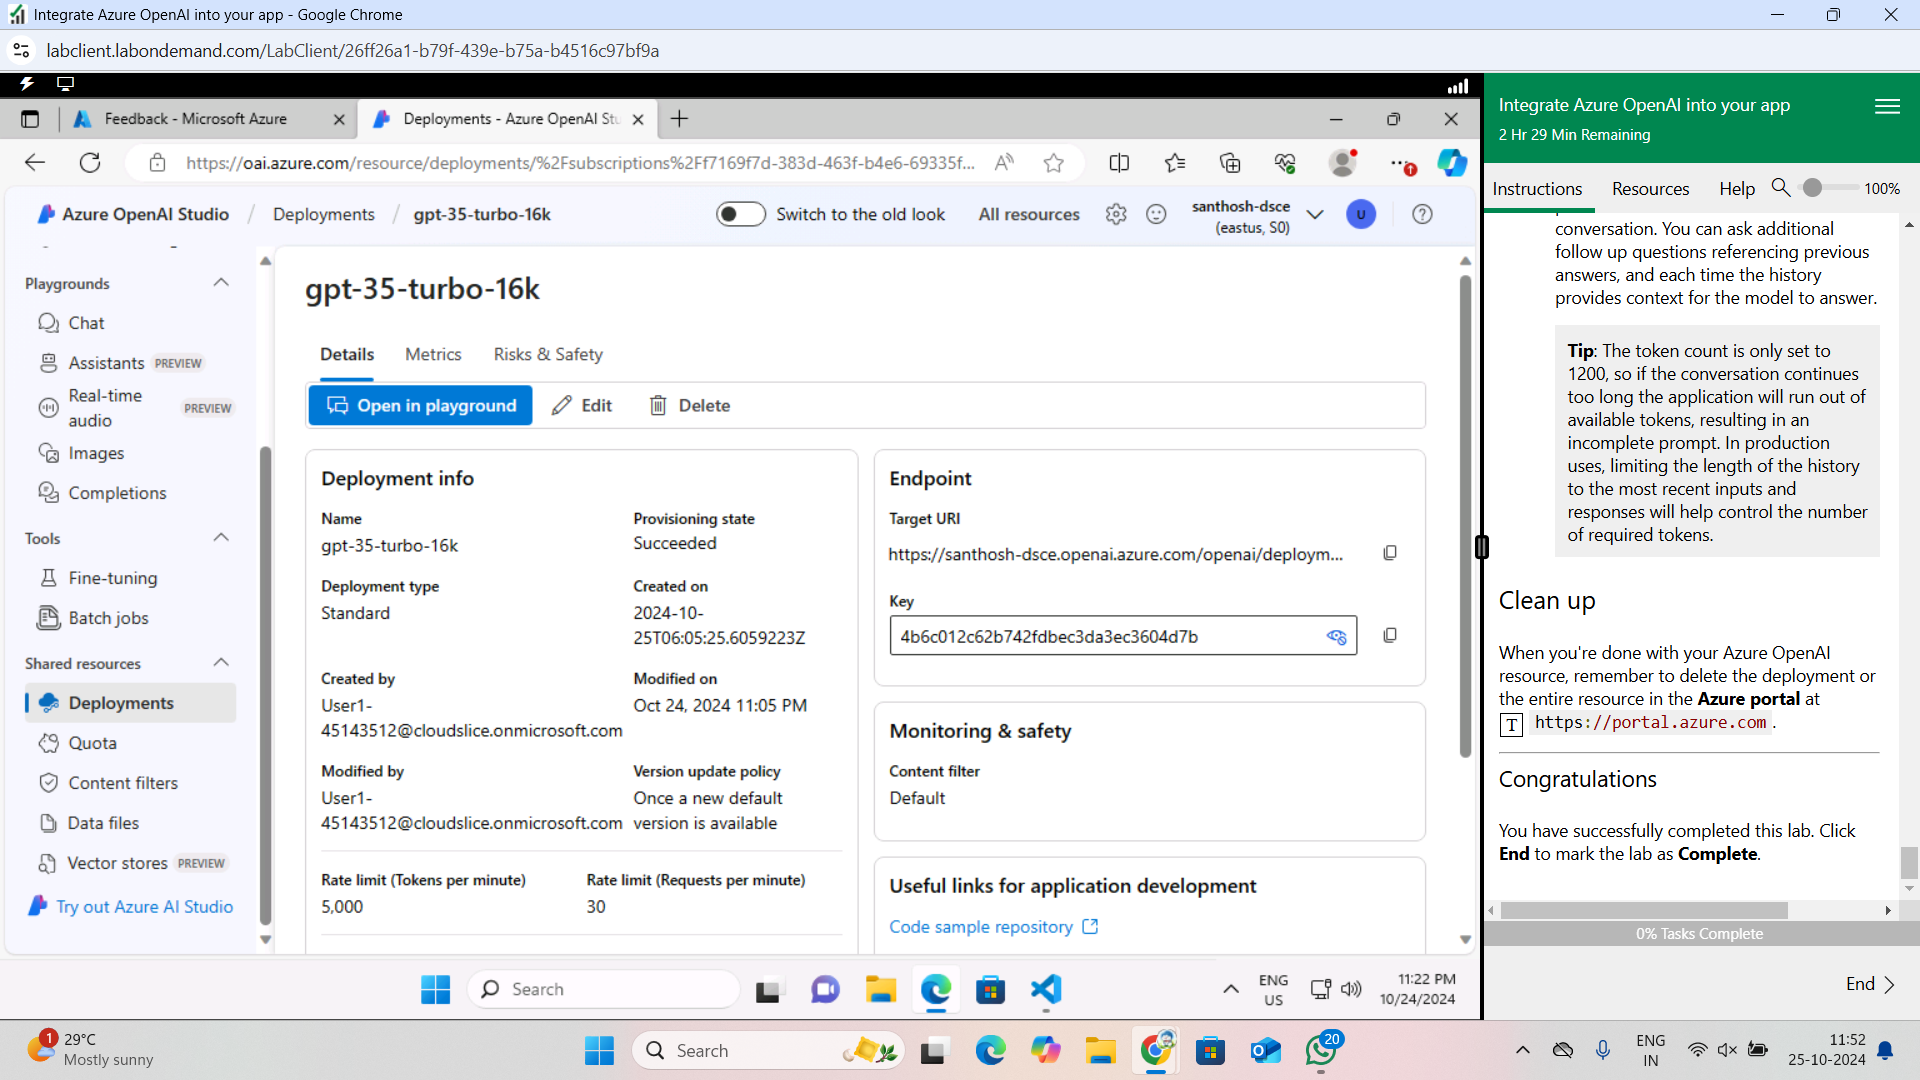 Integrate Azure OpenAI into your app - Google Chrome
labclient.labondemand.com/LabClient/26ff26a1-b79f-439e-b75a-b4516c97bf9a
Feedback - Microsoft Azure
Deployments - Azure OpenAI Stu
https://oai.azure.com/resource/deployments/%2Fsubscriptions%2Ff7169f7d-383d-463f-b4e6-69335f...
Azure OpenAI Studio / Deployments / gpt-35-turbo-16k
Switch to the old look
All resources
santhosh-dsce
(eastus, S0)
U
Playgrounds
Chat
Assistants PREVIEW
Real-time audio PREVIEW
Images
Completions
Tools
Fine-tuning
Batch jobs
Shared resources
Deployments
Quota
Content filters
Data files
Vector stores PREVIEW
Try out Azure AI Studio
gpt-35-turbo-16k
Details Metrics Risks & Safety
Open in playground Edit Delete
Deployment info
Name
gpt-35-turbo-16k
Provisioning state
Succeeded
Deployment type
Standard
Created on
2024-10-
25T06:05:25.6059223Z
Created by
User1-
45143512@cloudslice.onmicrosoft.com
Modified on
Oct 24, 2024 11:05 PM
Modified by
User1-
45143512@cloudslice.onmicrosoft.com
Version update policy
Once a new default
version is available
Rate limit (Tokens per minute)
5,000
Rate limit (Requests per minute)
30
Endpoint
Target URI
https://santhosh-dsce.openai.azure.com/openai/deploym...
Key
4b6c012c62b742fdbec3da3ec3604d7b
Monitoring & safety
Content filter
Default
Useful links for application development
Code sample repository
Search
ENG
US
11:22 PM
10/24/2024
Integrate Azure OpenAI into your app
2 Hr 29 Min Remaining
Instructions Resources Help 100%
conversation. You can ask additional
follow up questions referencing previous
answers, and each time the history
provides context for the model to answer.
Tip: The token count is only set to
1200, so if the conversation continues
too long the application will run out of
available tokens, resulting in an
incomplete prompt. In production
uses, limiting the length of the history
to the most recent inputs and
responses will help control the number
of required tokens.
Clean up
When you're done with your Azure OpenAI
resource, remember to delete the deployment or
the entire resource in the Azure portal at
T https://portal.azure.com .
Congratulations
You have successfully completed this lab. Click
End to mark the lab as Complete.
0% Tasks Complete
End
1
29°C
Mostly sunny
Search
20
ENG
IN
11:52
25-10-2024